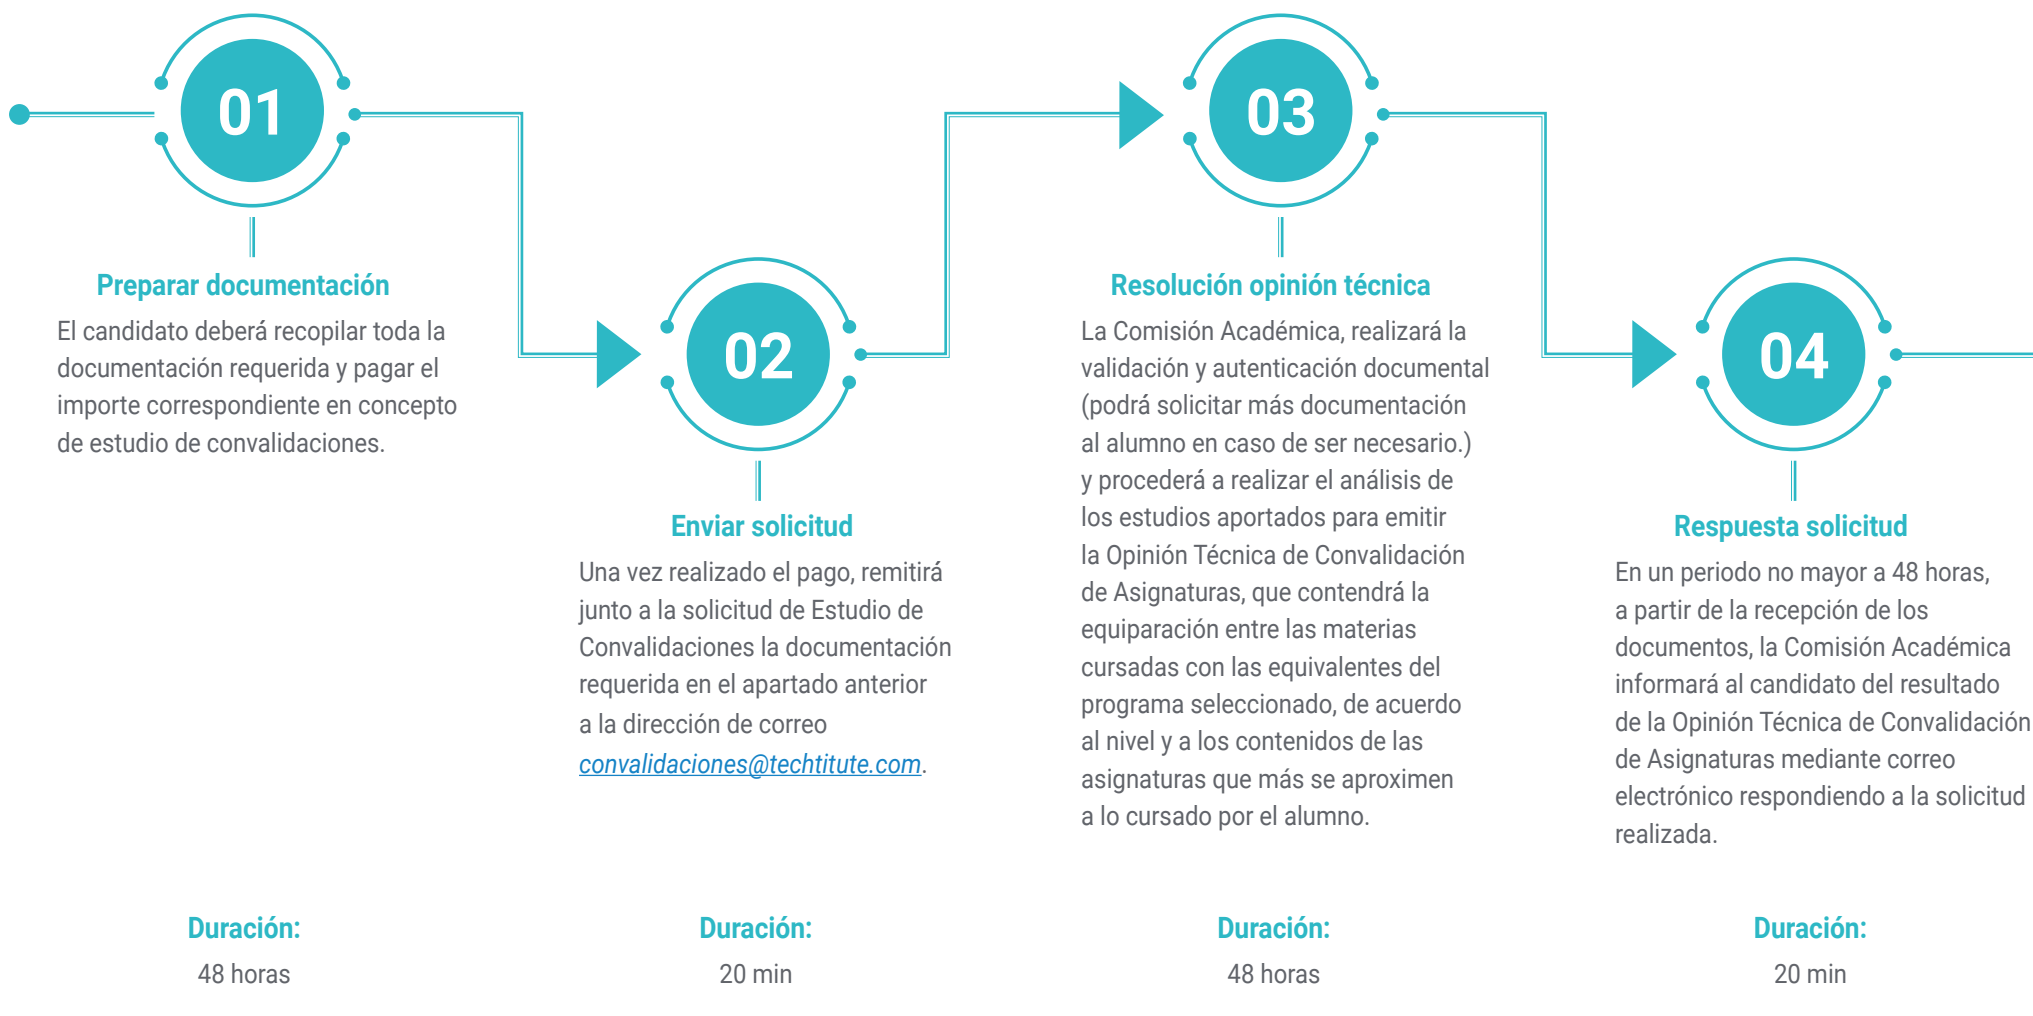 01
Preparar documentación
El candidato deberá recopilar toda la
documentación requerida y pagar el
importe correspondiente en concepto
de estudio de convalidaciones.
Duración:
48 horas
02
Enviar solicitud
Una vez realizado el pago, remitirá
junto a la solicitud de Estudio de
Convalidaciones la documentación
requerida en el apartado anterior
a la dirección de correo
convalidaciones@techtitute.com.
Duración:
20 min
03
Resolución opinión técnica
La Comisión Académica, realizará la
validación y autenticación documental
(podrá solicitar más documentación
al alumno en caso de ser necesario.)
y procederá a realizar el análisis de
los estudios aportados para emitir
la Opinión Técnica de Convalidación
de Asignaturas, que contendrá la
equiparación entre las materias
cursadas con las equivalentes del
programa seleccionado, de acuerdo
al nivel y a los contenidos de las
asignaturas que más se aproximen
a lo cursado por el alumno.
Duración:
48 horas
04
Respuesta solicitud
En un periodo no mayor a 48 horas,
a partir de la recepción de los
documentos, la Comisión Académica
informará al candidato del resultado
de la Opinión Técnica de Convalidación
de Asignaturas mediante correo
electrónico respondiendo a la solicitud
realizada.
Duración:
20 min